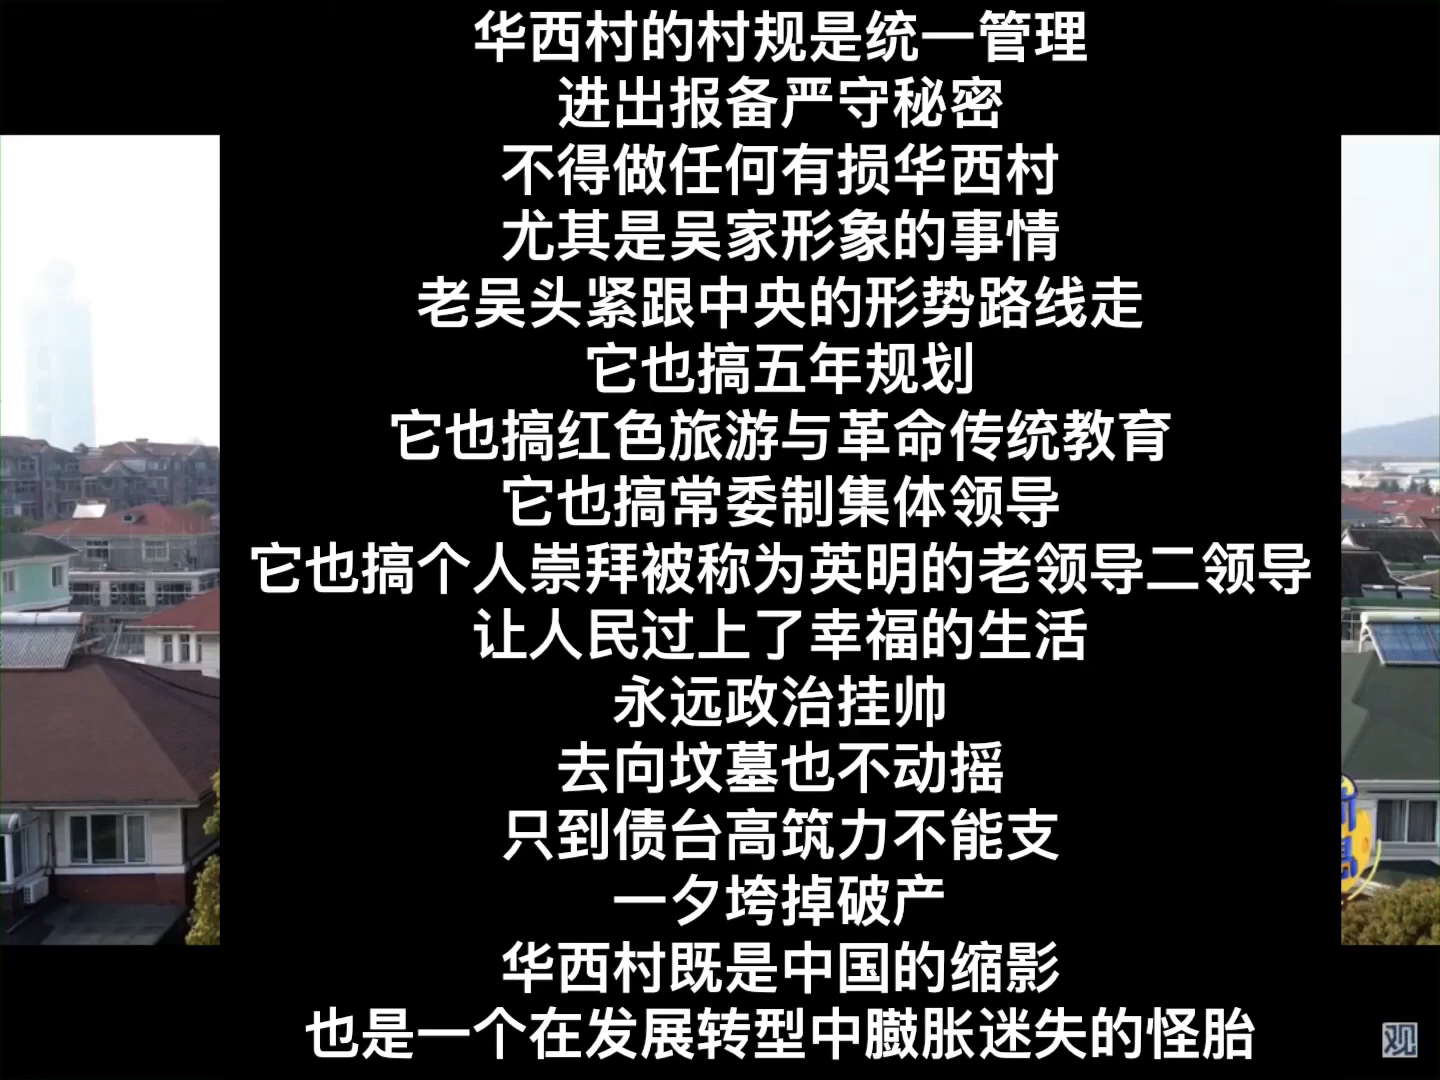 华西村的村规是统一管理
进出报备严守秘密
不得做任何有损华西村
尤其是吴家形象的事情
老吴头紧跟中央的形势路线走
它也搞五年规划
它也搞红色旅游与革命传统教育
它也搞常委制集体领导
它也搞个人崇拜被称为英明的老领导二领导
让人民过上了幸福的生活
永远政治挂帅
去向坟墓也不动摇
只到债台高筑力不能支
一夕垮掉破产
华西村既是中国的缩影
也是一个在发展转型中臌胀迷失的怪胎
观